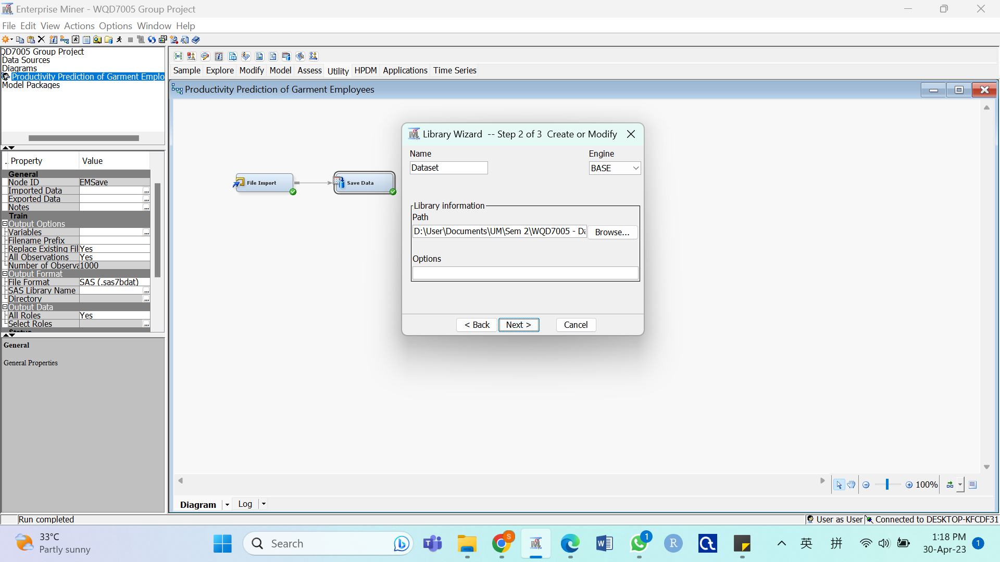 Enterprise Miner - WQD7005 Group Project
File Edit View Actions Options Window Help
QD7005 Group Project
Data Sources
Diagrams
Productivity Prediction of Garment Emplo
Model Packages
Sample Explore Modify Model Assess Utility HPDM Applications Time Series
Productivity Prediction of Garment Employees
. Property Value
General
Node ID EMSave
Imported Data ...
Exported Data ...
Notes ...
Train
Output Options
Variables ...
Filename Prefix
Replace Existing Fil Yes
All Observations Yes
Number of Observa 1000
Output Format
File Format SAS (.sas7bdat)
SAS Library Name ...
Directory ...
Output Data
All Roles Yes
Select Roles ...
Status
General
General Properties
File Import
Save Data
Library Wizard -- Step 2 of 3 Create or Modify
Name Engine
Dataset BASE
Library information
Path
D:\User\Documents\UM\Sem 2\WQD7005 - Da Browse...
Options
< Back Next > Cancel
100%
Diagram Log
Run completed
User as User Connected to DESKTOP-KFCDF31
33°C
Partly sunny
Search
S
1
R
英
拼
1:18 PM
30-Apr-23
1